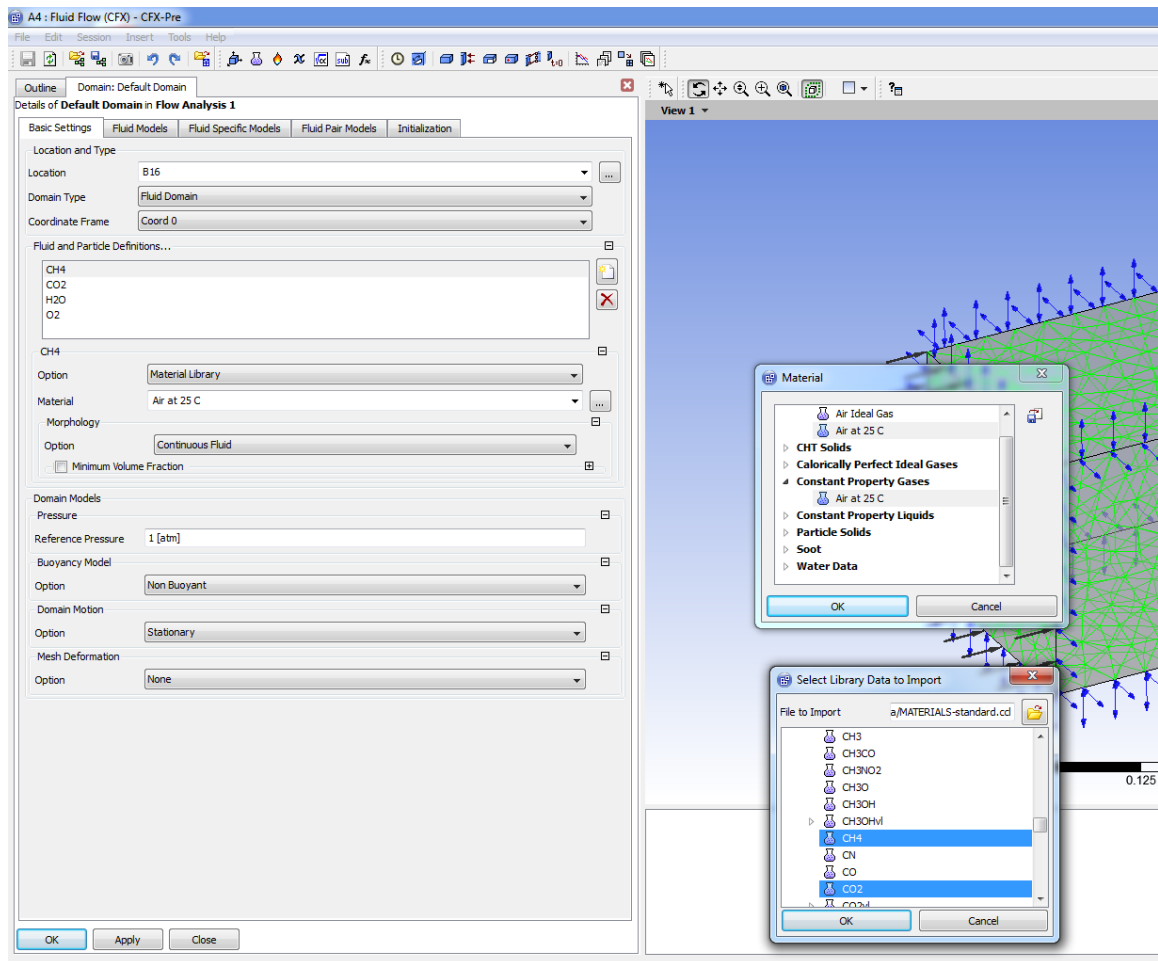 A4 : Fluid Flow (CFX) - CFX-Pre
File Edit Session Insert Tools Help
Outline Domain: Default Domain
Details of Default Domain in Flow Analysis 1
Basic Settings Fluid Models Fluid Specific Models Fluid Pair Models Initialization
Location and Type
Location B16 ...
Domain Type Fluid Domain
Coordinate Frame Coord 0
Fluid and Particle Definitions...
CH4
CO2
H2O
O2
CH4
Option Material Library
Material Air at 25 C ...
Morphology
Option Continuous Fluid
Minimum Volume Fraction
Domain Models
Pressure
Reference Pressure 1 [atm]
Buoyancy Model
Option Non Buoyant
Domain Motion
Option Stationary
Mesh Deformation
Option None
OK Apply Close
View 1
Material
Air Ideal Gas
Air at 25 C
CHT Solids
Calorically Perfect Ideal Gases
Constant Property Gases
Air at 25 C
Constant Property Liquids
Particle Solids
Soot
Water Data
OK Cancel
Select Library Data to Import
File to Import a/MATERIALS-standard.ccl
CH3
CH3CO
CH3NO2
CH3O
CH3OH
CH3OHvl
CH4
CN
CO
CO2
CO2vl
OK Cancel
0.125